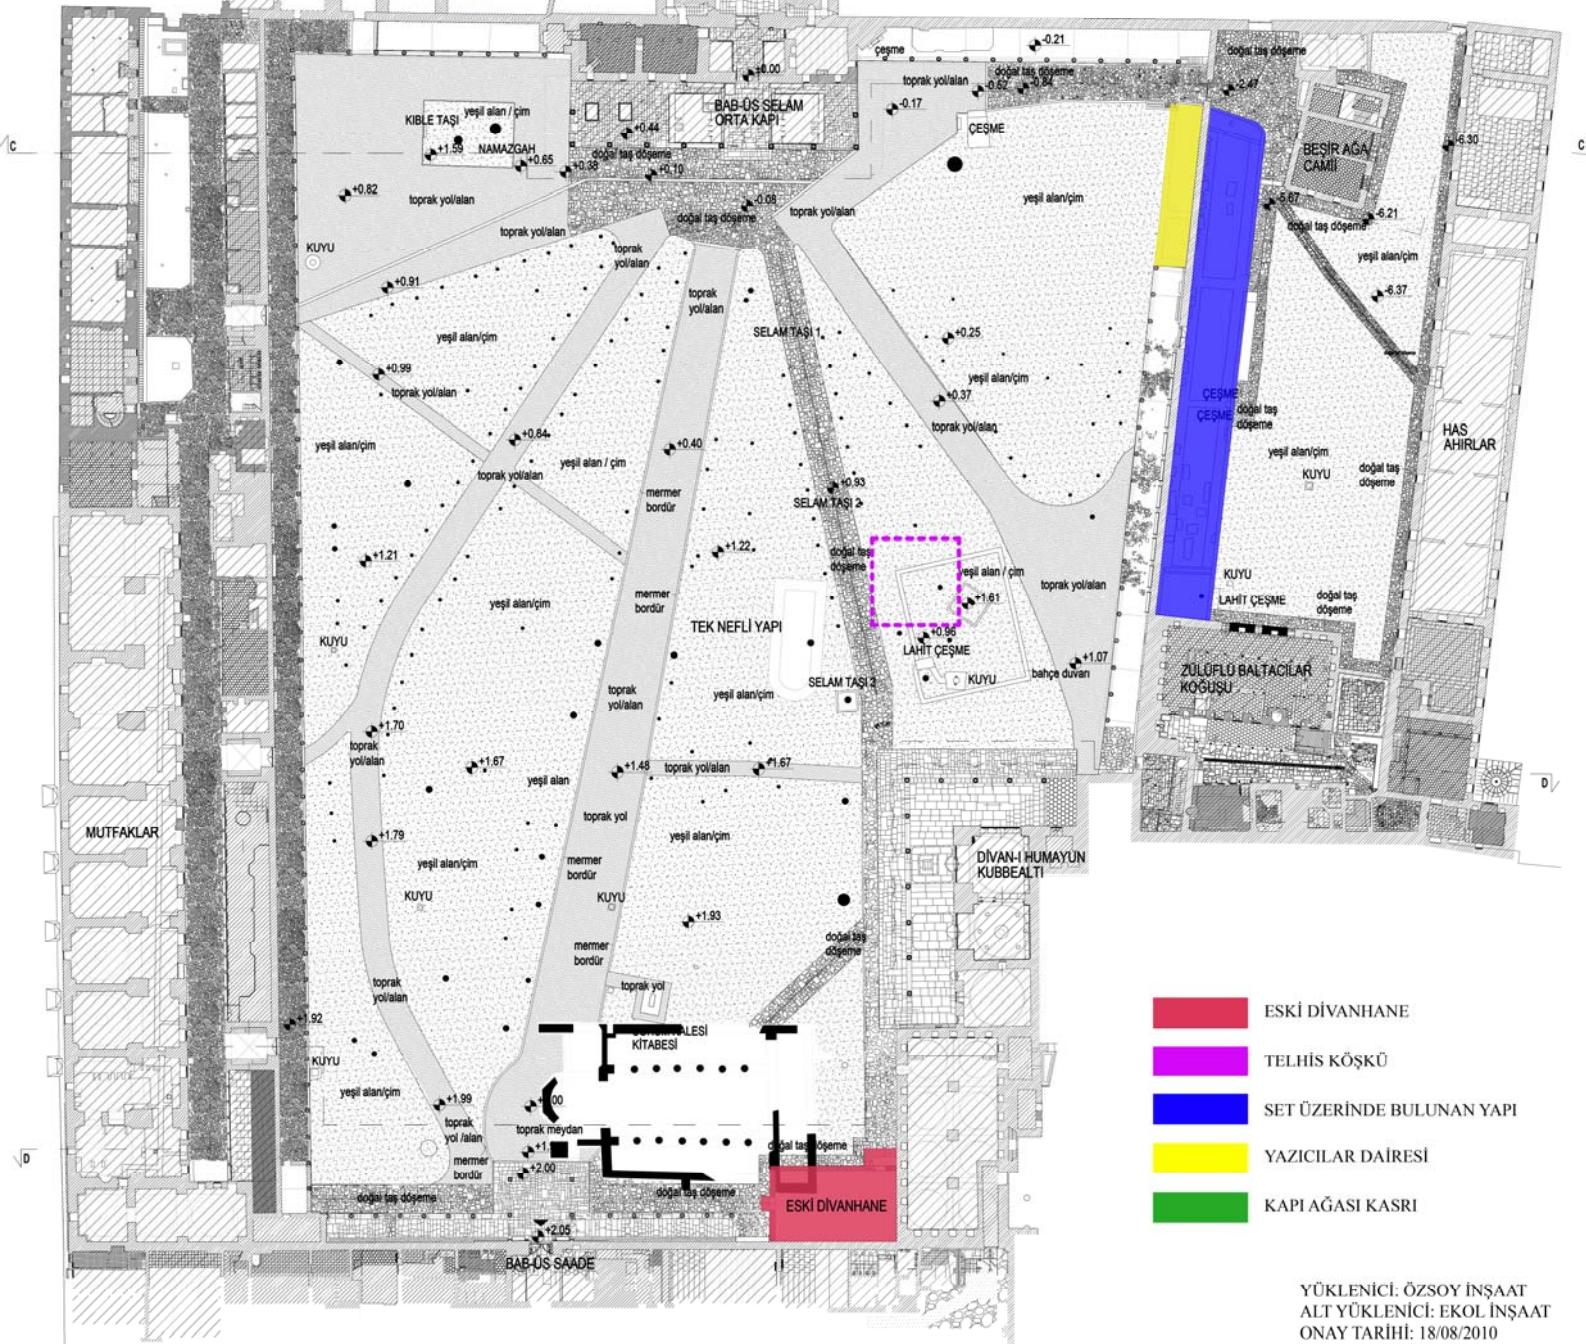 çeşme
-0.21
doğal taş döşeme
+0.00
toprak yol/alan
doğal taş döşeme
-0.62
-0.84
-2.47
-0.17
BAB-ÜS SELAM
ORTA KAPI
yeşil alan / çim
KIBLE TAŞI
NAMAZGAH
+1.59
+0.65
+0.44
doğal taş döşeme
+0.38
+0.10
ÇEŞME
BEŞİR AĞA
CAMİİ
-6.30
C
C
+0.82
toprak yol/alan
-0.08
doğal taş döşeme
toprak yol/alan
yeşil alan/çim
-5.67
-6.21
doğal taş döşeme
toprak yol/alan
KUYU
toprak
yol/alan
yeşil alan/çim
+0.91
toprak
yol/alan
-6.37
yeşil alan/çim
SELAM TAŞI 1
+0.25
+0.99
toprak yol/alan
yeşil alan/çim
yeşil alan/çim
+0.37
toprak yol/alan
ÇEŞME
ÇEŞME
doğal taş
döşeme
HAS
AHIRLAR
yeşil alan/çim
+0.84
+0.40
yeşil alan / çim
toprak yol/alan
yeşil alan/çim
KUYU
doğal taş
döşeme
mermer
bordür
+0.93
SELAM TAŞI 2
+1.21
+1.22
doğal taş
döşeme
yeşil alan / çim
toprak yol/alan
KUYU
LAHİT ÇEŞME
doğal taş
döşeme
yeşil alan/çim
mermer
bordür
+1.61
TEK NEFLİ YAPI
+0.96
LAHİT ÇEŞME
KUYU
KUYU
bahçe duvarı
+1.07
ZÜLÜFLÜ BALTACILAR
KOĞUŞU
SELAM TAŞI 3
yeşil alan/çim
toprak
yol/alan
+1.70
toprak
yol/alan
+1.67
yeşil alan
+1.48
toprak yol/alan
+1.67
D
toprak yol
yeşil alan/çim
MUTFAKLAR
+1.79
yeşil alan/çim
mermer
bordür
DİVAN-I HUMAYUN
KUBBEALTI
KUYU
KUYU
+1.93
doğal taş
döşeme
mermer
bordür
toprak
yol/alan
toprak yol
+1.92
KİTABESİ
KUYU
yeşil alan/çim
+1.99
toprak
yol /alan
toprak meydan
doğal taş döşeme
D
mermer
bordür
+2.00
doğal taş döşeme
doğal taş döşeme
ESKİ DİVANHANE
+2.05
BAB-ÜS SAADE
ESKİ DİVANHANE
TELHİS KÖŞKÜ
SET ÜZERİNDE BULUNAN YAPI
YAZICILAR DAİRESİ
KAPI AĞASI KASRI
YÜKLENİCİ: ÖZSOY İNŞAAT
ALT YÜKLENİCİ: EKOL İNŞAAT
ONAY TARİHİ: 18/08/2010